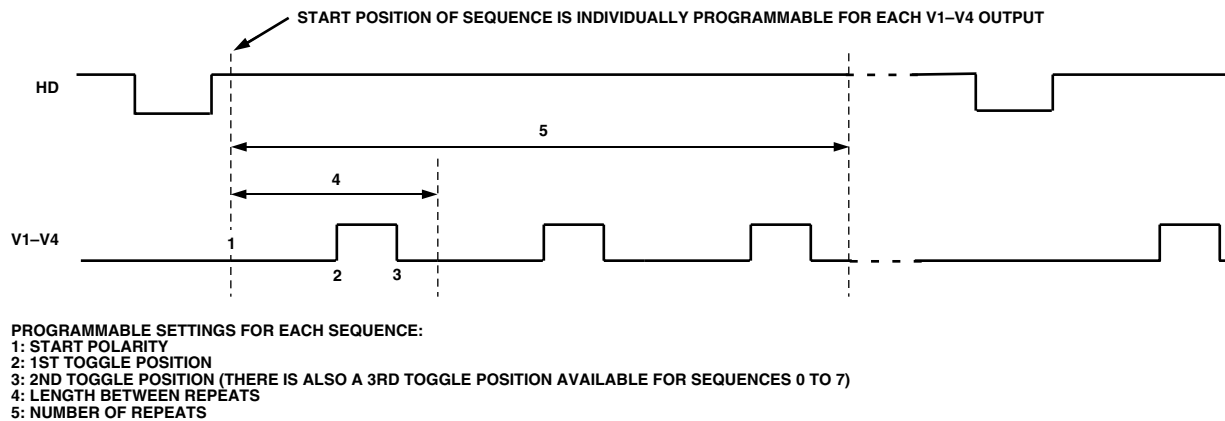 START POSITION OF SEQUENCE IS INDIVIDUALLY PROGRAMMABLE FOR EACH V1–V4 OUTPUT
HD
5
4
V1–V4
1
2
3
PROGRAMMABLE SETTINGS FOR EACH SEQUENCE:
1: START POLARITY
2: 1ST TOGGLE POSITION
3: 2ND TOGGLE POSITION (THERE IS ALSO A 3RD TOGGLE POSITION AVAILABLE FOR SEQUENCES 0 TO 7)
4: LENGTH BETWEEN REPEATS
5: NUMBER OF REPEATS